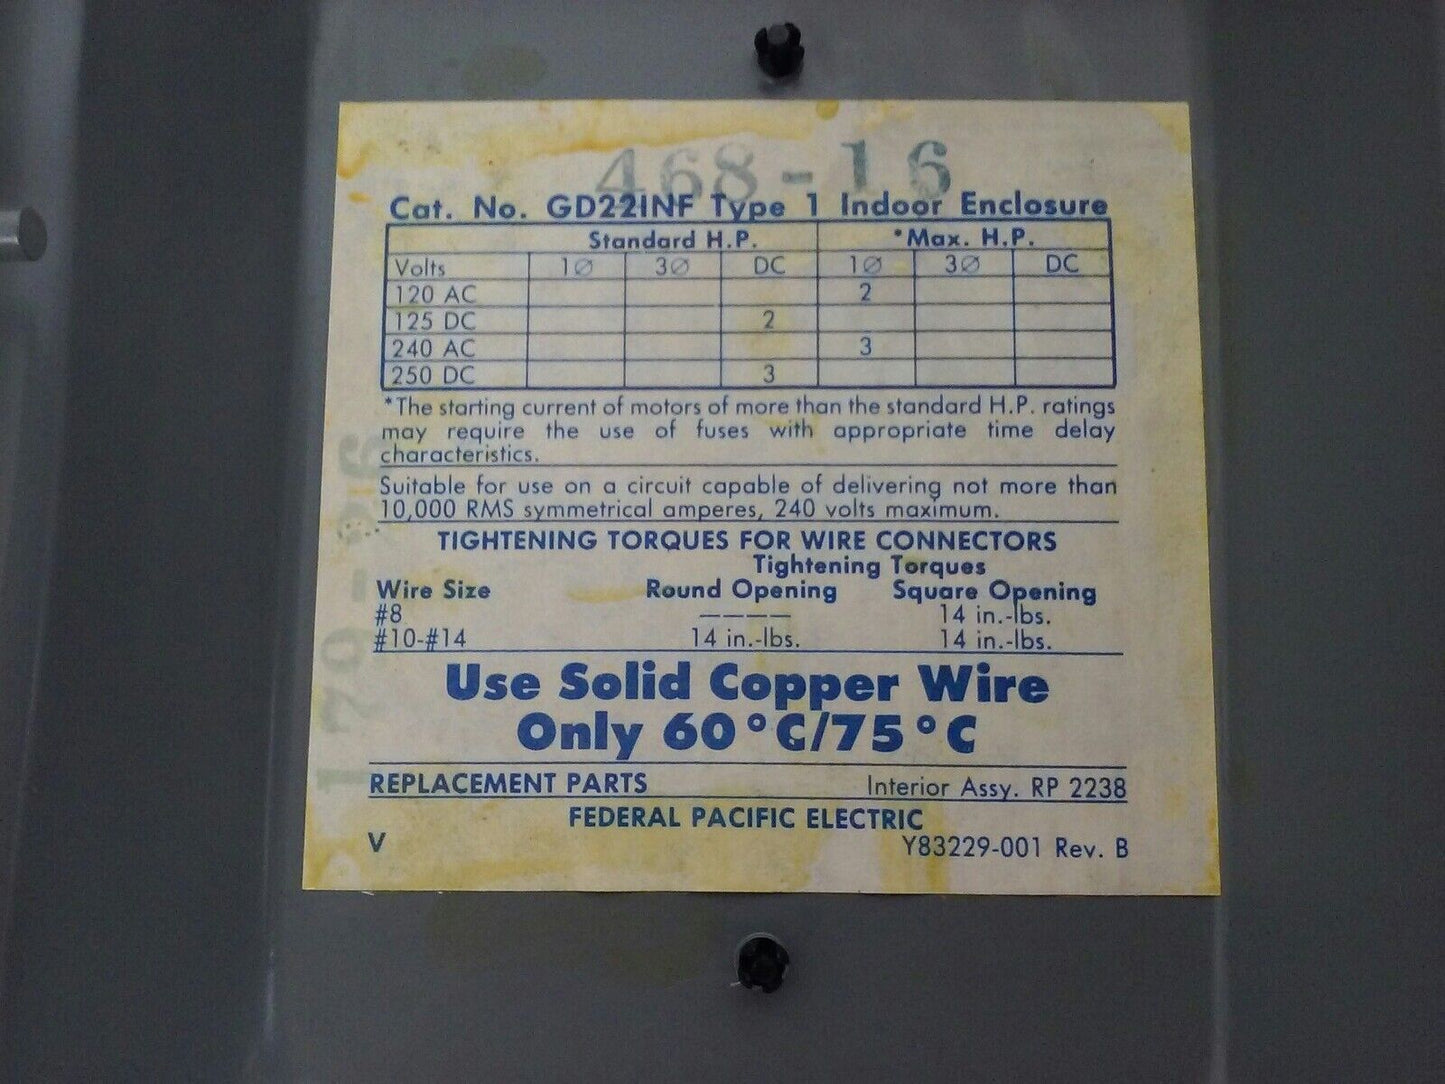 468-16
Cat. No. GD221NF Type 1 Indoor Enclosure
Standard H.P. *Max. H.P.
Volts 1Ø 3Ø DC 1Ø 3Ø DC
120 AC 2
125 DC 2
240 AC 3
250 DC 3
*The starting current of motors of more than the standard H.P. ratings
may require the use of fuses with appropriate time delay
characteristics.
Suitable for use on a circuit capable of delivering not more than
10,000 RMS symmetrical amperes, 240 volts maximum.
TIGHTENING TORQUES FOR WIRE CONNECTORS
Tightening Torques
Wire Size Round Opening Square Opening
#8 ———— 14 in.-lbs.
#10-#14 14 in.-lbs. 14 in.-lbs.
Use Solid Copper Wire
Only 60°C/75°C
REPLACEMENT PARTS Interior Assy. RP 2238
FEDERAL PACIFIC ELECTRIC
V Y83229-001 Rev. B